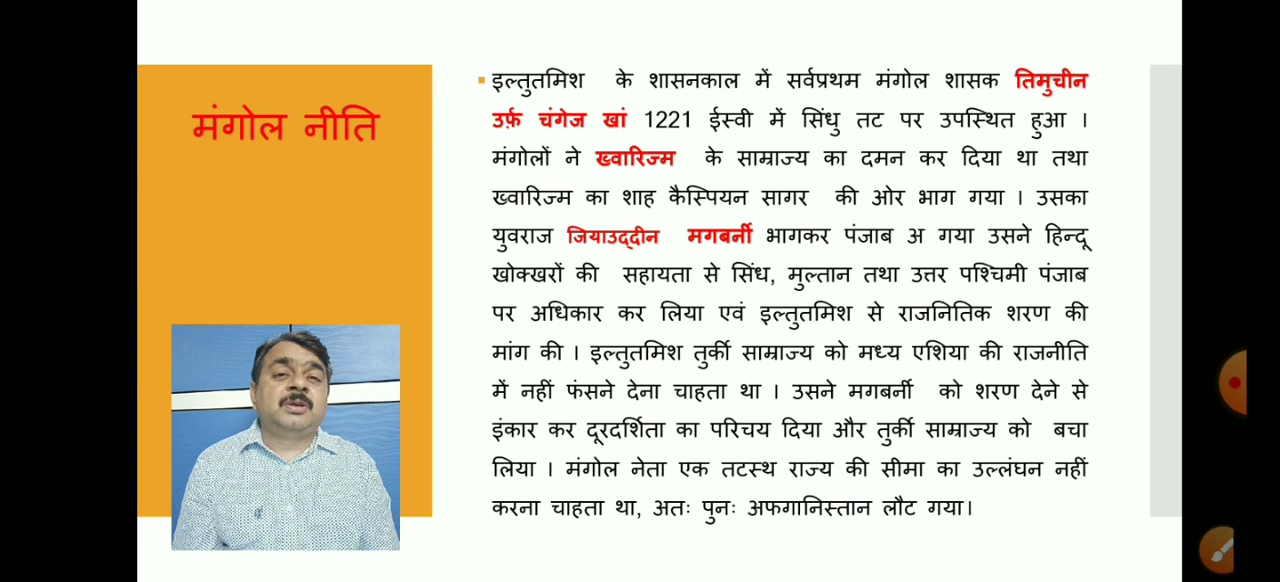 मंगोल नीति
इल्तुतमिश के शासनकाल में सर्वप्रथम मंगोल शासक तिमुचीन
उर्फ़ चंगेज खां 1221 ईस्वी में सिंधु तट पर उपस्थित हुआ ।
मंगोलों ने ख्वारिज्म के साम्राज्य का दमन कर दिया था तथा
ख्वारिज्म का शाह कैस्पियन सागर की ओर भाग गया । उसका
युवराज जियाउद्दीन मगबर्नी भागकर पंजाब अ गया उसने हिन्दू
खोक्खरों की सहायता से सिंध, मुल्तान तथा उत्तर पश्चिमी पंजाब
पर अधिकार कर लिया एवं इल्तुतमिश से राजनितिक शरण की
मांग की । इल्तुतमिश तुर्की साम्राज्य को मध्य एशिया की राजनीति
में नहीं फंसने देना चाहता था । उसने मगबर्नी को शरण देने से
इंकार कर दूरदर्शिता का परिचय दिया और तुर्की साम्राज्य को बचा
लिया । मंगोल नेता एक तटस्थ राज्य की सीमा का उल्लंघन नहीं
करना चाहता था, अतः पुनः अफगानिस्तान लौट गया।